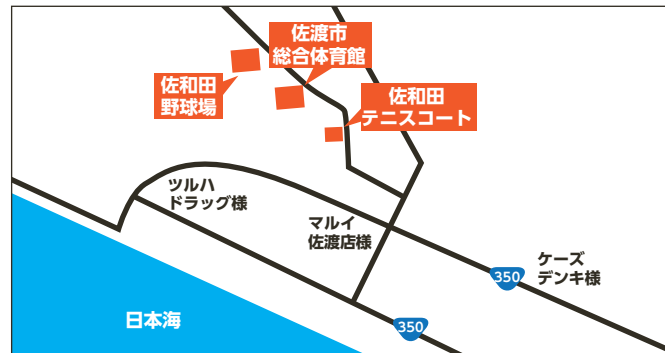 佐渡市
総合体育館
佐和田
野球場
佐和田
テニスコート
ツルハ
ドラッグ様
マルイ
佐渡店様
ケーズ
デンキ様
350
日本海
350